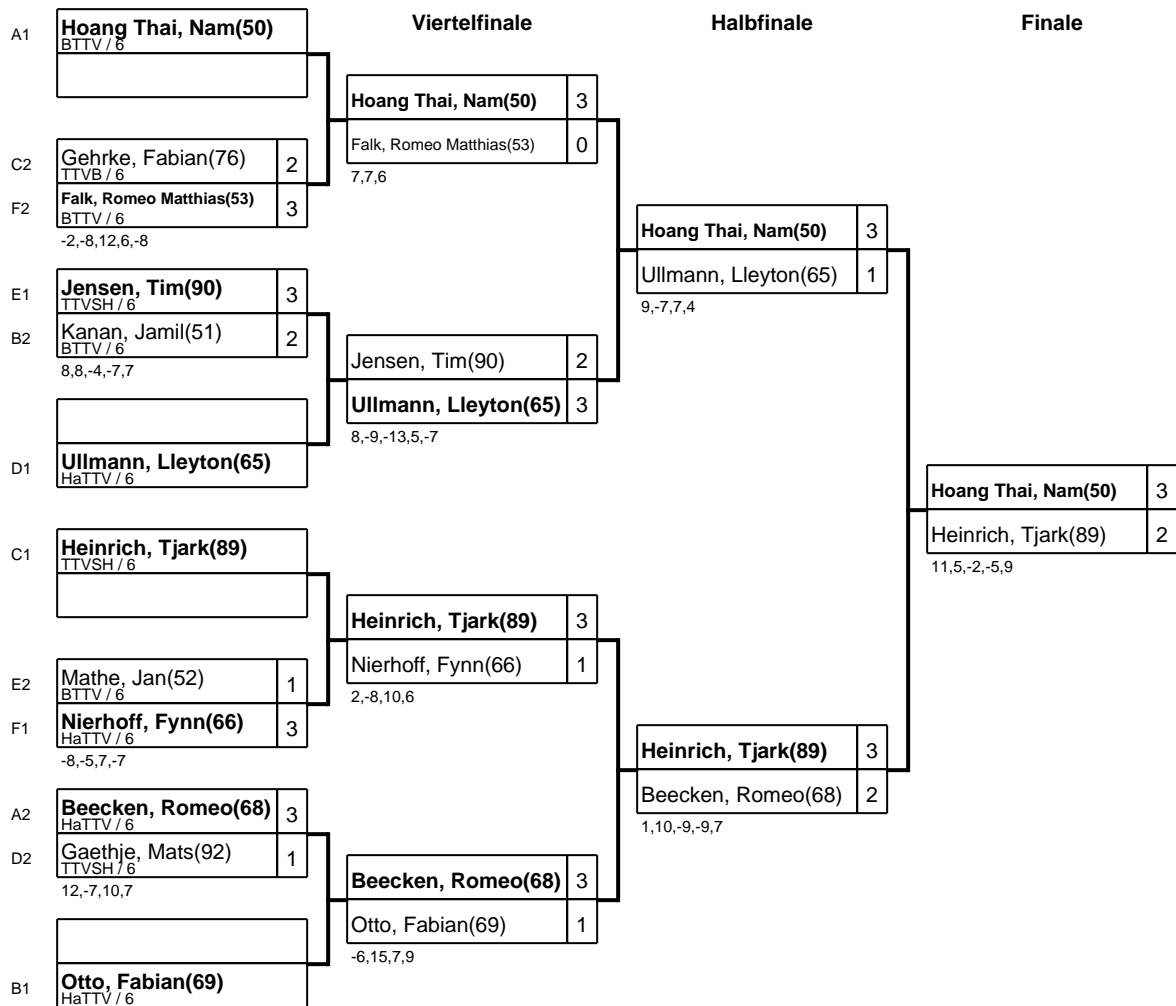 Viertelfinale
Halbfinale
Finale
A1
Hoang Thai, Nam(50)
BTTV / 6
C2
Gehrke, Fabian(76)
TTVB / 6
2
F2
Falk, Romeo Matthias(53)
BTTV / 6
3
-2,-8,12,6,-8
E1
Jensen, Tim(90)
TTVSH / 6
3
B2
Kanan, Jamil(51)
BTTV / 6
2
8,8,-4,-7,7
D1
Ullmann, Lleyton(65)
HaTTV / 6
C1
Heinrich, Tjark(89)
TTVSH / 6
E2
Mathe, Jan(52)
BTTV / 6
1
F1
Nierhoff, Fynn(66)
HaTTV / 6
3
-8,-5,7,-7
A2
Beecken, Romeo(68)
HaTTV / 6
3
D2
Gaethje, Mats(92)
TTVSH / 6
1
12,-7,10,7
B1
Otto, Fabian(69)
HaTTV / 6
Hoang Thai, Nam(50) 3
Falk, Romeo Matthias(53) 0
7,7,6
Jensen, Tim(90) 2
Ullmann, Lleyton(65) 3
8,-9,-13,5,-7
Heinrich, Tjark(89) 3
Nierhoff, Fynn(66) 1
2,-8,10,6
Beecken, Romeo(68) 3
Otto, Fabian(69) 1
-6,15,7,9
Hoang Thai, Nam(50) 3
Ullmann, Lleyton(65) 1
9,-7,7,4
Heinrich, Tjark(89) 3
Beecken, Romeo(68) 2
1,10,-9,-9,7
Hoang Thai, Nam(50) 3
Heinrich, Tjark(89) 2
11,5,-2,-5,9